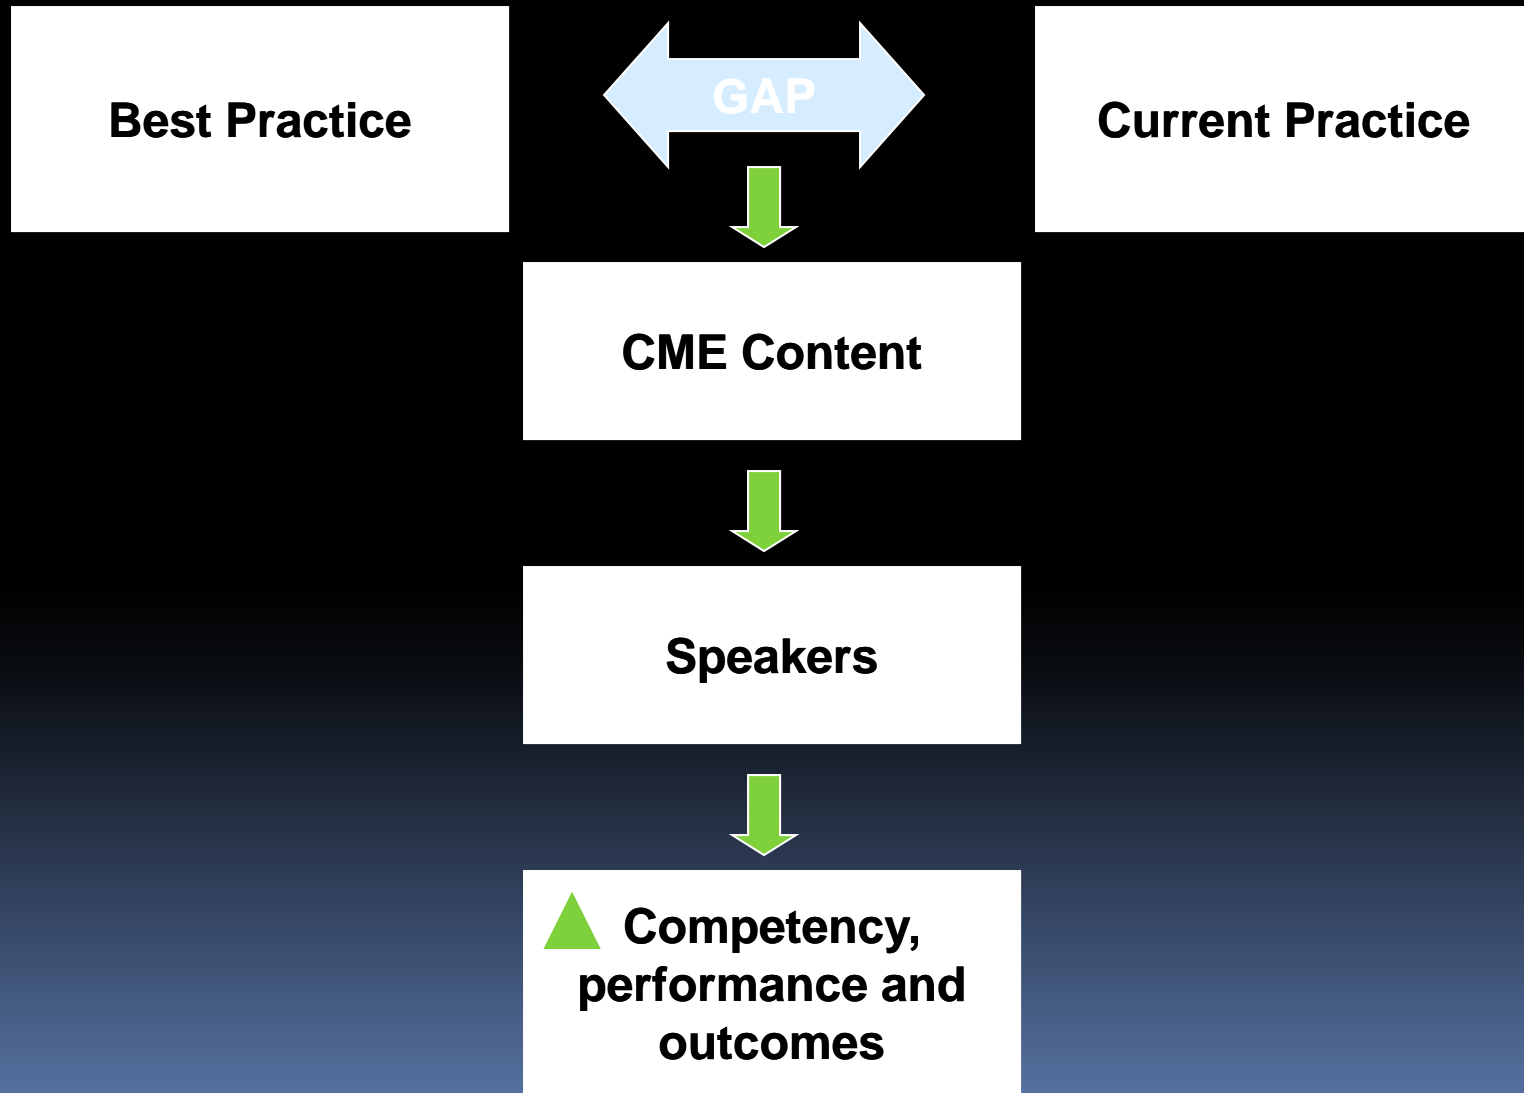 Best Practice
GAP
Current Practice
CME Content
Speakers
Competency,
performance and
outcomes